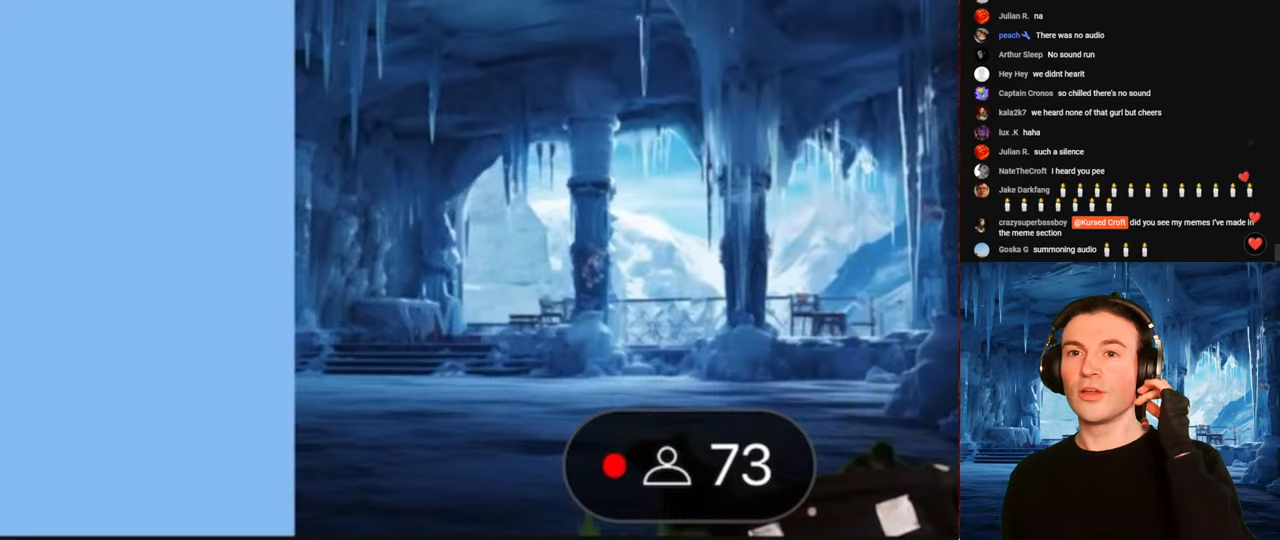 Julian R. na
peach There was no audio
Arthur Sleep No sound run
Hey Hey we didnt hearit
Captain Cronos so chilled there's no sound
kala2k7 we heard none of that gurl but cheers
lux .K haha
Julian R. such a silence
NateTheCroft I heard you pee
Jake Darkfang 🕯🕯🕯🕯🕯🕯🕯🕯🕯🕯🕯🕯
🕯🕯🕯🕯🕯🕯🕯
crazysuperbassboy @Kursed Croft did you see my memes I've made in
the meme section
Goska G summoning audio 🕯🕯🕯
73